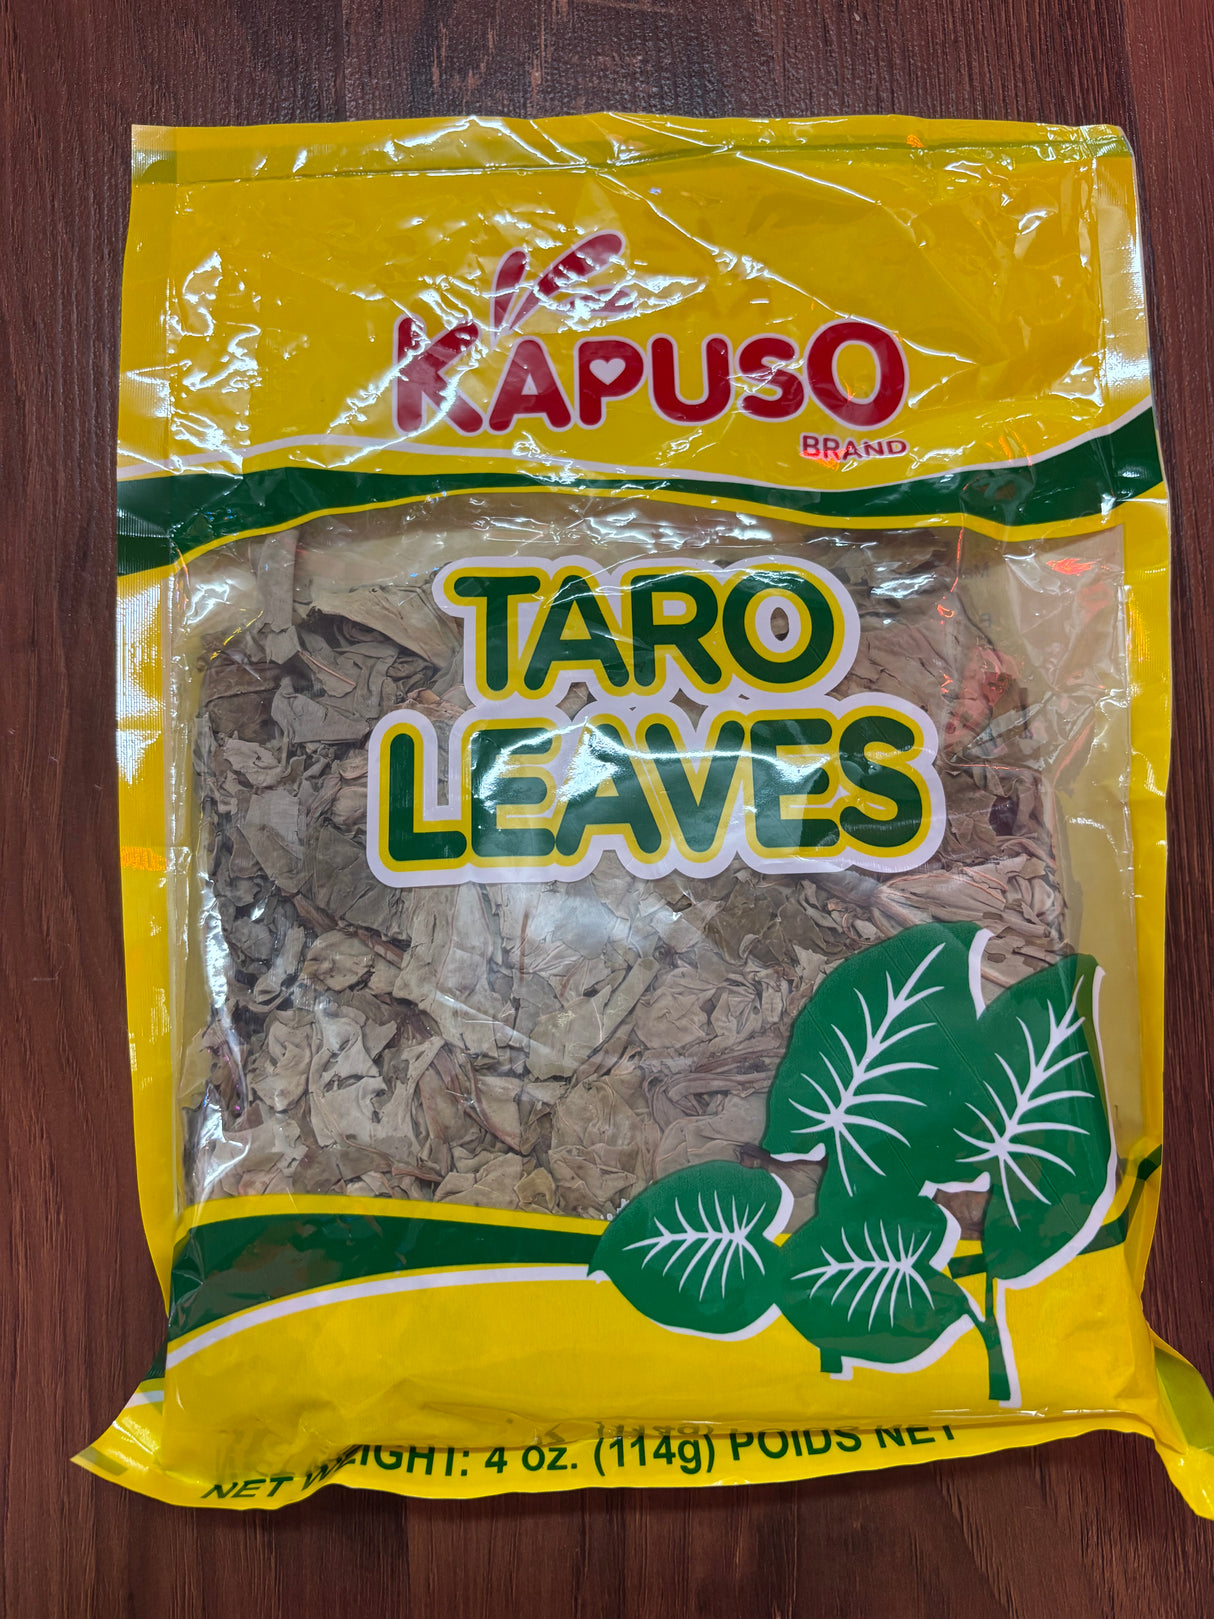 KAPUSO
BRAND
TARO
LEAVES
NET WEIGHT: 4 oz. (114g) POIDS NET